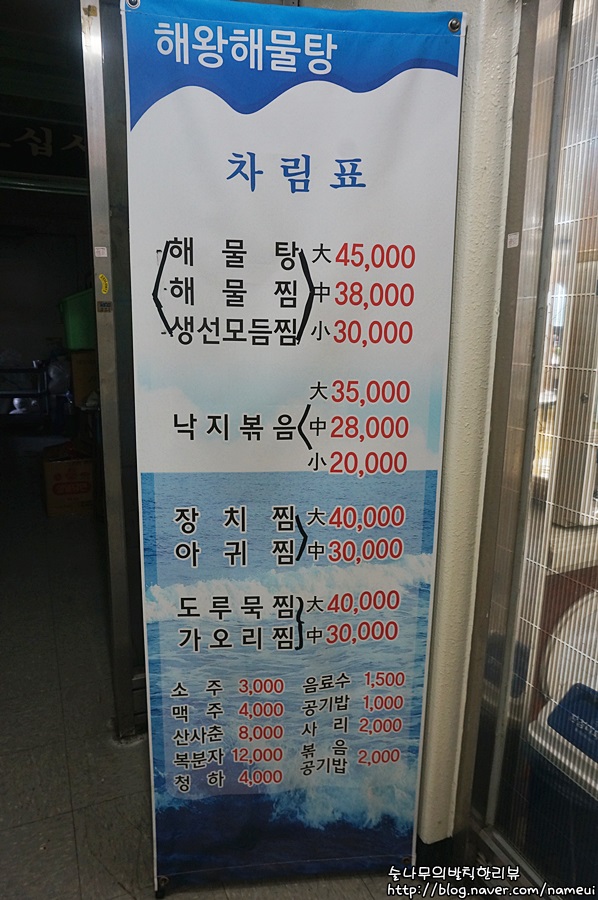 해왕해물탕
차림표
해물탕 大 45,000
해물찜 中 38,000
생선모듬찜 小 30,000
大 35,000
낙지볶음 中 28,000
小 20,000
장치찜 大 40,000
아귀찜 中 30,000
도루묵찜 大 40,000
가오리찜 中 30,000
소주 3,000 음료수 1,500
맥주 4,000 공기밥 1,000
산사춘 8,000 사리 2,000
복분자 12,000 볶음공기밥 2,000
청하 4,000
십시
솔나무의발치한리뷰
http://blog.naver.com/nameui